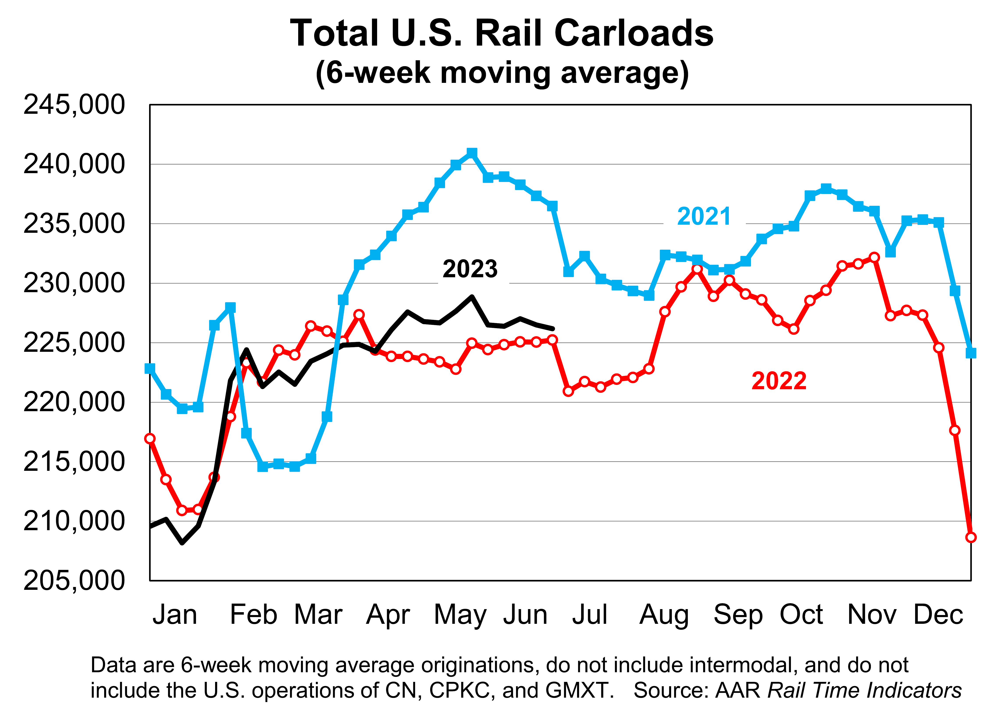 Total U.S. Rail Carloads
(6-week moving average)
245,000
240,000
235,000
230,000
225,000
220,000
215,000
210,000
205,000
2021
2023
2022
Jan Feb Mar Apr May Jun Jul Aug Sep Oct Nov Dec
Data are 6-week moving average originations, do not include intermodal, and do not
include the U.S. operations of CN, CPKC, and GMXT. Source: AAR Rail Time Indicators